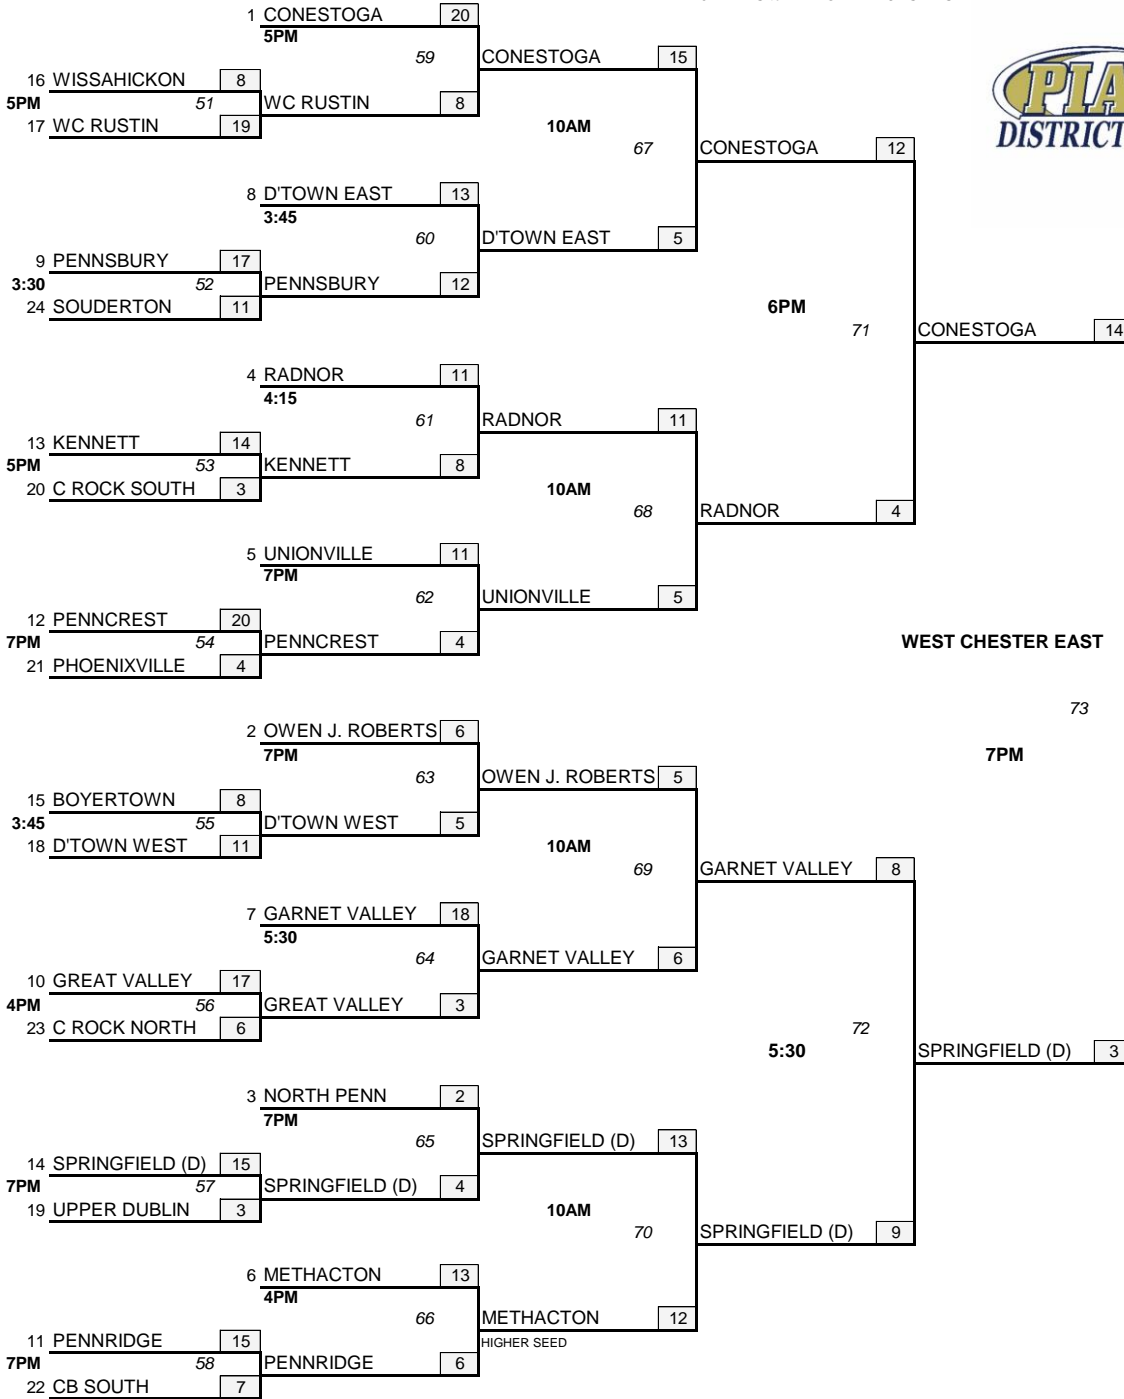 1 CONESTOGA 20
5PM
59 CONESTOGA 15
16 WISSAHICKON 8
5PM 51 WC RUSTIN 8
17 WC RUSTIN 19
10AM
67 CONESTOGA 12
8 D'TOWN EAST 13
3:45
60 D'TOWN EAST 5
9 PENNSBURY 17
3:30 52 PENNSBURY 12
24 SOUDERTON 11
6PM
71 CONESTOGA 14
4 RADNOR 11
4:15
61 RADNOR 11
13 KENNETT 14
5PM 53 KENNETT 8
20 C ROCK SOUTH 3
10AM
68 RADNOR 4
5 UNIONVILLE 11
7PM
62 UNIONVILLE 5
12 PENNCREST 20
7PM 54 PENNCREST 4
21 PHOENIXVILLE 4
WEST CHESTER EAST
73
7PM
2 OWEN J. ROBERTS 6
7PM
63 OWEN J. ROBERTS 5
15 BOYERTOWN 8
3:45 55 D'TOWN WEST 5
18 D'TOWN WEST 11
10AM
69 GARNET VALLEY 8
7 GARNET VALLEY 18
5:30
64 GARNET VALLEY 6
10 GREAT VALLEY 17
4PM 56 GREAT VALLEY 3
23 C ROCK NORTH 6
72
5:30 SPRINGFIELD (D) 3
3 NORTH PENN 2
7PM
65 SPRINGFIELD (D) 13
14 SPRINGFIELD (D) 15
7PM 57 SPRINGFIELD (D) 4
19 UPPER DUBLIN 3
10AM
70 SPRINGFIELD (D) 9
6 METHACTON 13
4PM
66 METHACTON 12
HIGHER SEED
11 PENNRIDGE 15
7PM 58 PENNRIDGE 6
22 CB SOUTH 7
PIA
DISTRICT